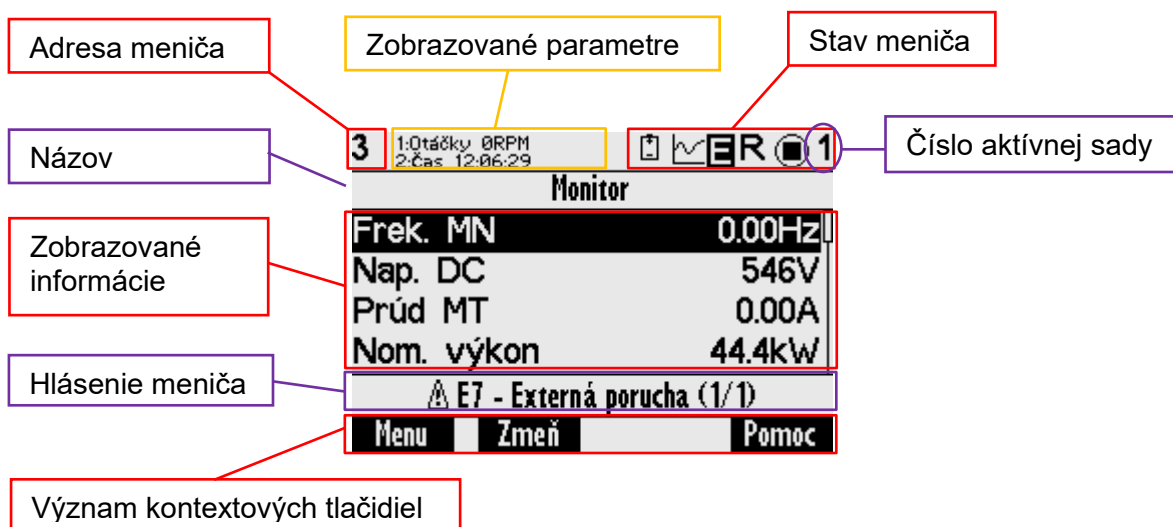 Adresa meniča
Zobrazované parametre
Stav meniča
Názov
3
1:Otáčky 0RPM
2:Čas 12:06:29
E R 1
Číslo aktívnej sady
Monitor
Zobrazované
informácie
Frek. MN 0.00Hz
Nap. DC 546V
Prúd MT 0.00A
Nom. výkon 44.4kW
Hlásenie meniča
E7 - Externá porucha (1/1)
Menu Zmeň Pomoc
Význam kontextových tlačidiel